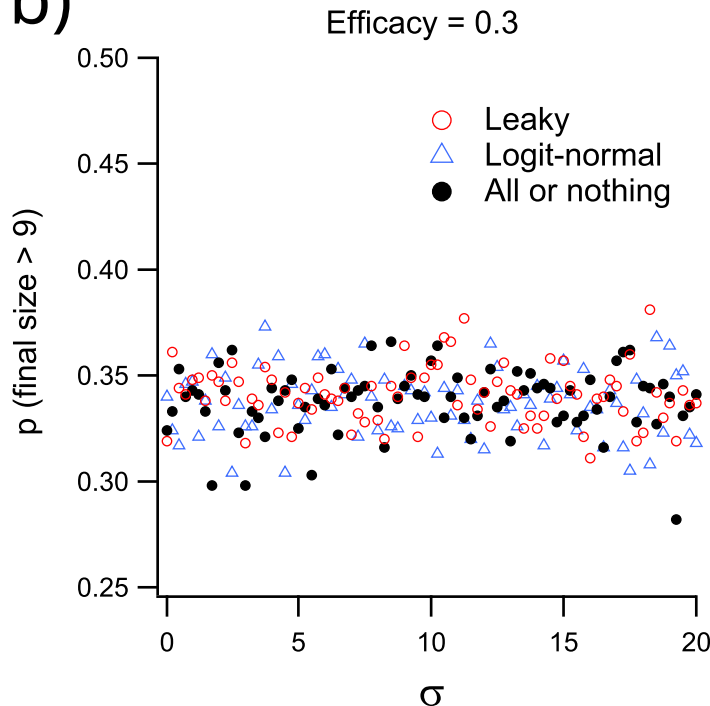 b)
Efficacy = 0.3
0.50
0.45
0.40
0.35
0.30
0.25
p (final size > 9)
Leaky
Logit-normal
All or nothing
0 5 10 15 20
σ